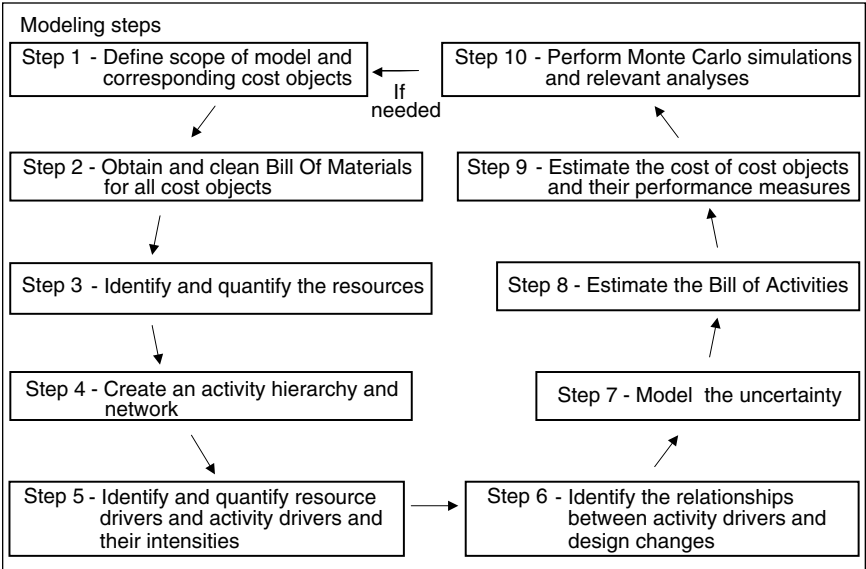 Modeling steps
Step 1 - Define scope of model and
corresponding cost objects
Step 2 - Obtain and clean Bill Of Materials
for all cost objects
Step 3 - Identify and quantify the resources
Step 4 - Create an activity hierarchy and
network
Step 5 - Identify and quantify resource
drivers and activity drivers and
their intensities
Step 6 - Identify the relationships
between activity drivers and
design changes
Step 7 - Model the uncertainty
Step 8 - Estimate the Bill of Activities
Step 9 - Estimate the cost of cost objects
and their performance measures
Step 10 - Perform Monte Carlo simulations
and relevant analyses
If
needed